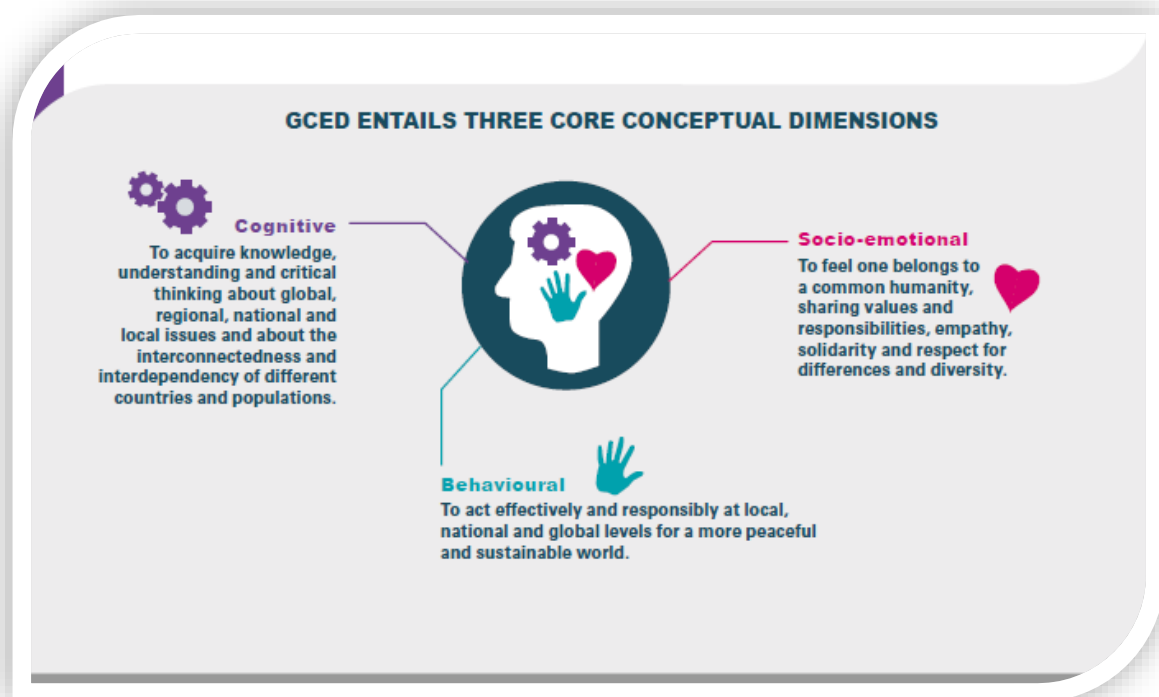 GCED ENTAILS THREE CORE CONCEPTUAL DIMENSIONS
Cognitive
To acquire knowledge,
understanding and critical
thinking about global,
regional, national and
local issues and about the
interconnectedness and
interdependency of different
countries and populations.
Socio-emotional
To feel one belongs to
a common humanity,
sharing values and
responsibilities, empathy,
solidarity and respect for
differences and diversity.
Behavioural
To act effectively and responsibly at local,
national and global levels for a more peaceful
and sustainable world.